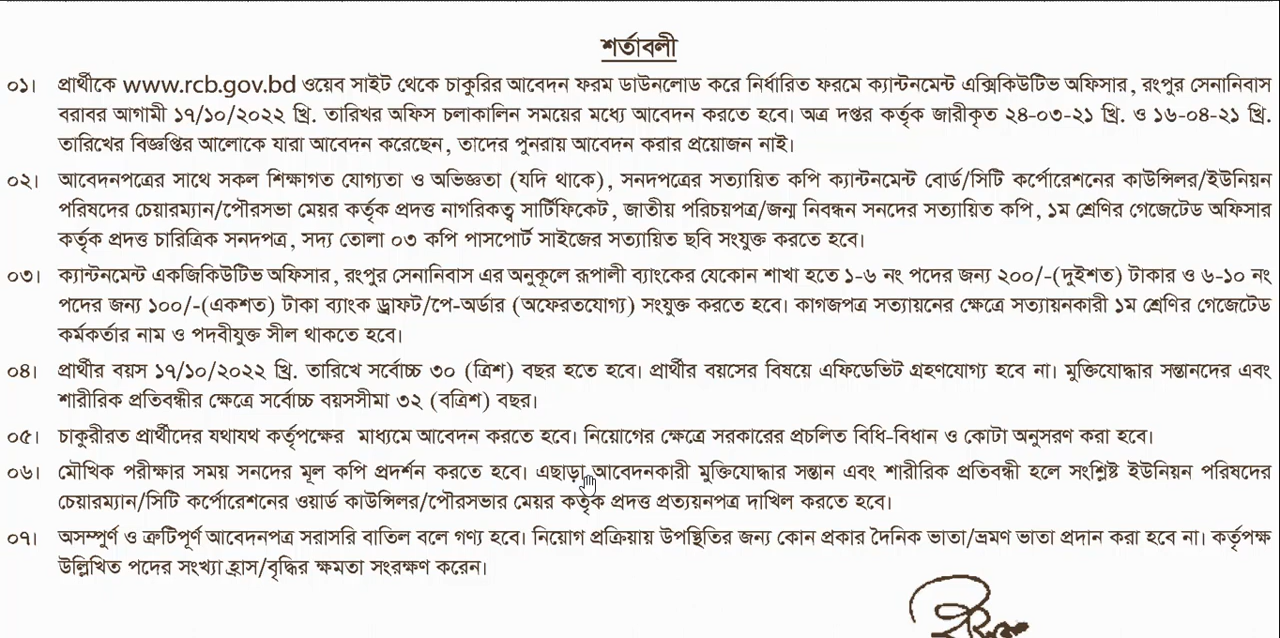 শর্তাবলী
০১। প্রার্থীকে www.rcb.gov.bd ওয়েব সাইট থেকে চাকুরির আবেদন ফরম ডাউনলোড করে নির্ধারিত ফরমে ক্যান্টনমেন্ট এক্সিকিউটিভ অফিসার, রংপুর সেনানিবাস
বরাবর আগামী ১৭/১০/২০২২ খ্রি. তারিখর অফিস চলাকালিন সময়ের মধ্যে আবেদন করতে হবে। অত্র দপ্তর কর্তৃক জারীকৃত ২৪-০৩-২১ খ্রি. ও ১৬-০৪-২১ খ্রি.
তারিখের বিজ্ঞপ্তির আলোকে যারা আবেদন করেছেন, তাদের পুনরায় আবেদন করার প্রয়োজন নাই।
০২। আবেদনপত্রের সাথে সকল শিক্ষাগত যোগ্যতা ও অভিজ্ঞতা (যদি থাকে), সনদপত্রের সত্যায়িত কপি ক্যান্টনমেন্ট বোর্ড/সিটি কর্পোরেশনের কাউন্সিলর/ইউনিয়ন
পরিষদের চেয়ারম্যান/পৌরসভা মেয়র কর্তৃক প্রদত্ত নাগরিকত্ব সার্টিফিকেট, জাতীয় পরিচয়পত্র/জন্ম নিবন্ধন সনদের সত্যায়িত কপি, ১ম শ্রেণির গেজেটেড অফিসার
কর্তৃক প্রদত্ত চারিত্রিক সনদপত্র, সদ্য তোলা ০৩ কপি পাসপোর্ট সাইজের সত্যায়িত ছবি সংযুক্ত করতে হবে।
০৩। ক্যান্টনমেন্ট একজিকিউটিভ অফিসার, রংপুর সেনানিবাস এর অনুকূলে রূপালী ব্যাংকের যেকোন শাখা হতে ১-৬ নং পদের জন্য ২০০/-(দুইশত) টাকার ও ৬-১০ নং
পদের জন্য ১০০/-(একশত) টাকা ব্যাংক ড্রাফট/পে-অর্ডার (অফেরতযোগ্য) সংযুক্ত করতে হবে। কাগজপত্র সত্যায়নের ক্ষেত্রে সত্যায়নকারী ১ম শ্রেণির গেজেটেড
কর্মকর্তার নাম ও পদবীযুক্ত সীল থাকতে হবে।
০৪। প্রার্থীর বয়স ১৭/১০/২০২২ খ্রি. তারিখে সর্বোচ্চ ৩০ (ত্রিশ) বছর হতে হবে। প্রার্থীর বয়সের বিষয়ে এফিডেভিট গ্রহণযোগ্য হবে না। মুক্তিযোদ্ধার সন্তানদের এবং
শারীরিক প্রতিবন্ধীর ক্ষেত্রে সর্বোচ্চ বয়সসীমা ৩২ (বত্রিশ) বছর।
০৫। চাকুরীরত প্রার্থীদের যথাযথ কর্তৃপক্ষের মাধ্যমে আবেদন করতে হবে। নিয়োগের ক্ষেত্রে সরকারের প্রচলিত বিধি-বিধান ও কোটা অনুসরণ করা হবে।
০৬। মৌখিক পরীক্ষার সময় সনদের মূল কপি প্রদর্শন করতে হবে। এছাড়া আবেদনকারী মুক্তিযোদ্ধার সন্তান এবং শারীরিক প্রতিবন্ধী হলে সংশ্লিষ্ট ইউনিয়ন পরিষদের
চেয়ারম্যান/সিটি কর্পোরেশনের ওয়ার্ড কাউন্সিলর/পৌরসভার মেয়র কর্তৃক প্রদত্ত প্রত্যয়নপত্র দাখিল করতে হবে।
০৭। অসম্পুর্ণ ও ত্রুটিপূর্ণ আবেদনপত্র সরাসরি বাতিল বলে গণ্য হবে। নিয়োগ প্রক্রিয়ায় উপস্থিতির জন্য কোন প্রকার দৈনিক ভাতা/ভ্রমণ ভাতা প্রদান করা হবে না। কর্তৃপক্ষ
উল্লিখিত পদের সংখ্যা হ্রাস/বৃদ্ধির ক্ষমতা সংরক্ষণ করেন।